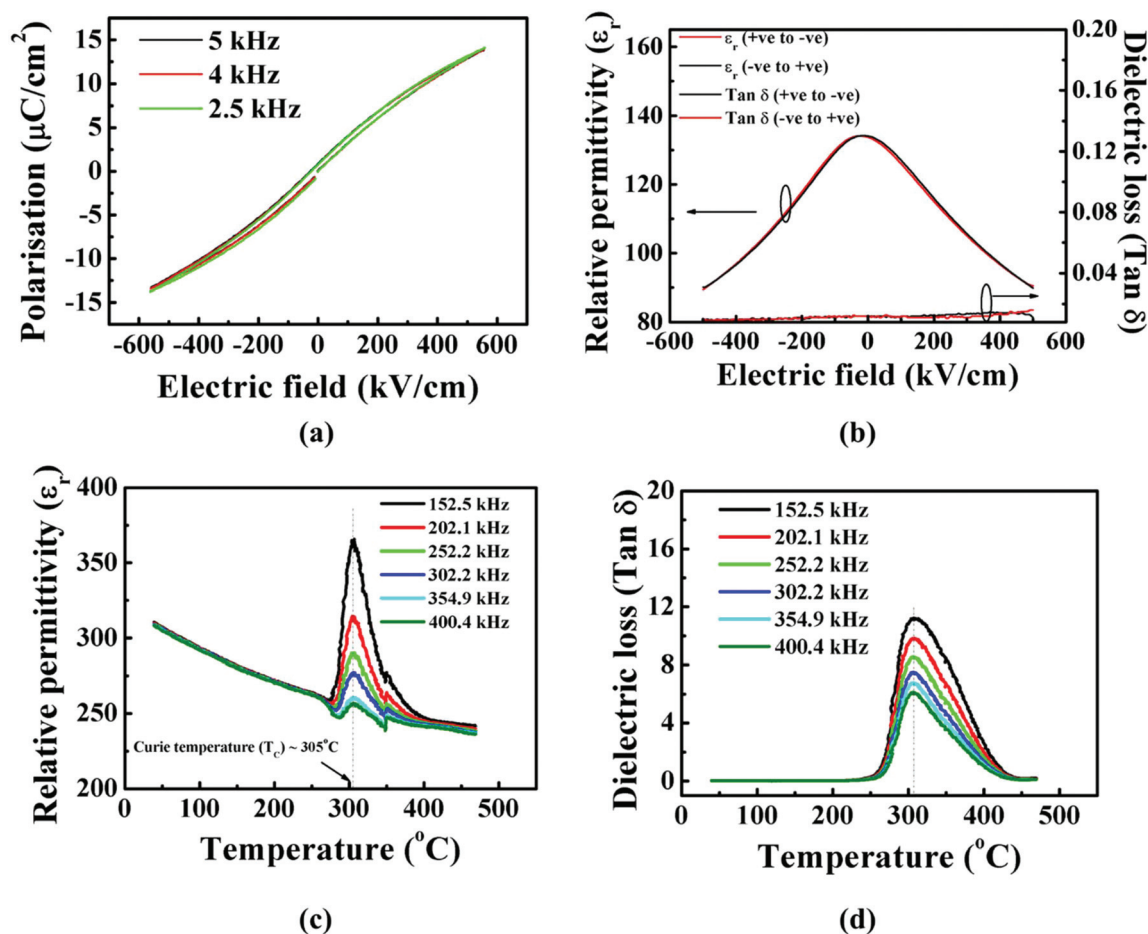 5 kHz
4 kHz
2.5 kHz
Polarisation (μC/cm²)
15
10
5
0
-5
-10
-15
-600 -400 -200 0 200 400 600
Electric field (kV/cm)
(a)
εr (+ve to -ve)
εr (-ve to +ve)
Tan δ (+ve to -ve)
Tan δ (-ve to +ve)
Relative permittivity (εr)
160
150
140
130
120
110
100
90
80
0.20
0.16
0.12
0.08
0.04
0.00
Dielectric loss (Tan δ)
-600 -400 -200 0 200 400 600
Electric field (kV/cm)
(b)
Relative permittivity (εr)
400
350
300
250
200
152.5 kHz
202.1 kHz
252.2 kHz
302.2 kHz
354.9 kHz
400.4 kHz
Curie temperature (TC) ~ 305°C
0 100 200 300 400 500
Temperature (°C)
(c)
Dielectric loss (Tan δ)
20
16
12
8
4
0
152.5 kHz
202.1 kHz
252.2 kHz
302.2 kHz
354.9 kHz
400.4 kHz
0 100 200 300 400 500
Temperature (°C)
(d)